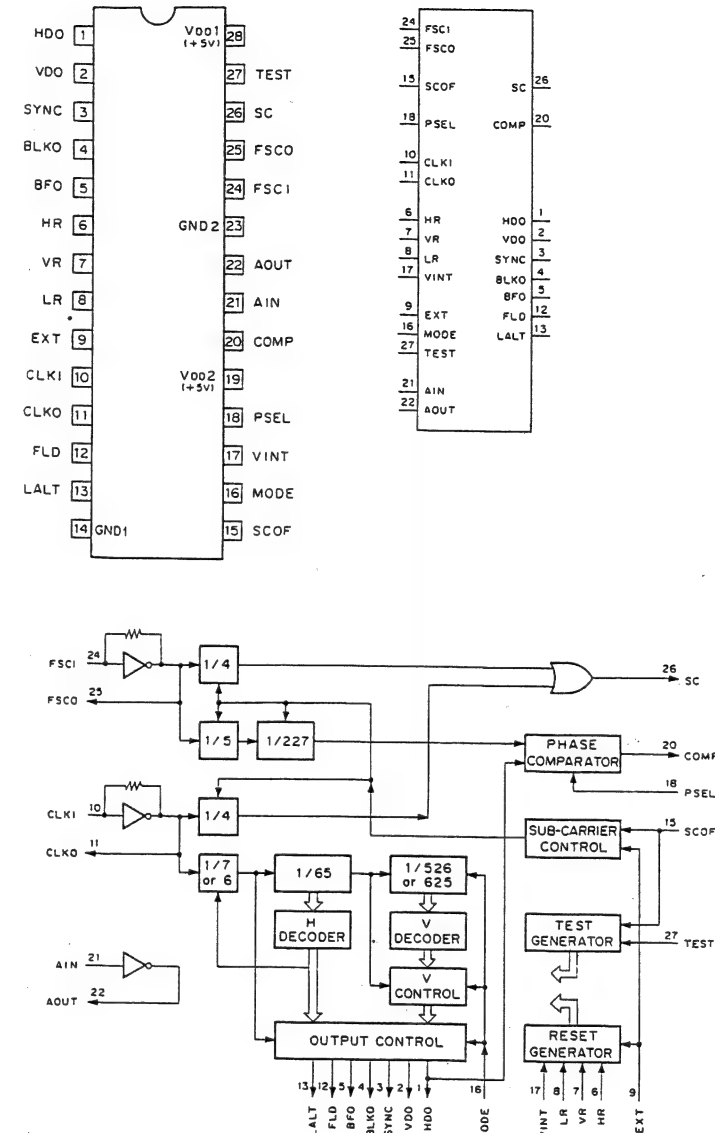 HDO 1
VDD1
(+5V)
28
VDO 2
27 TEST
SYNC 3
26 SC
BLKO 4
25 FSCO
BFO 5
24 FSCI
HR 6
GND2 23
VR 7
22 AOUT
LR 8
21 AIN
EXT 9
20 COMP
CLKI 10
VDD2
(+5V)
19
CLKO 11
18 PSEL
FLD 12
17 VINT
LALT 13
16 MODE
14 GND1
15 SCOF
24 FSCI
25 FSCO
15 SCOF
SC 26
18 PSEL
COMP 20
10 CLKI
11 CLKO
6 HR
HDO 1
7 VR
VDO 2
8 LR
SYNC 3
17 VINT
BLKO 4
BFO 5
9 EXT
FLD 12
16 MODE
LALT 13
27 TEST
21 AIN
22 AOUT
FSCI 24
1/4
26 SC
FSCO 25
1/5
1/227
PHASE
COMPARATOR
20 COMP
18 PSEL
CLKI 10
1/4
SUB-CARRIER
CONTROL
15 SCOF
CLKO 11
1/7
or 6
1/65
1/526
or 625
H
DECODER
V
DECODER
TEST
GENERATOR
27 TEST
AIN 21
AOUT 22
V
CONTROL
OUTPUT CONTROL
RESET
GENERATOR
13 12 5 4 3 2 1 16 17 8 7 6 9
LALT FLD BFO BLKO SYNC VDO HDO ODE VINT LR VR HR EXT